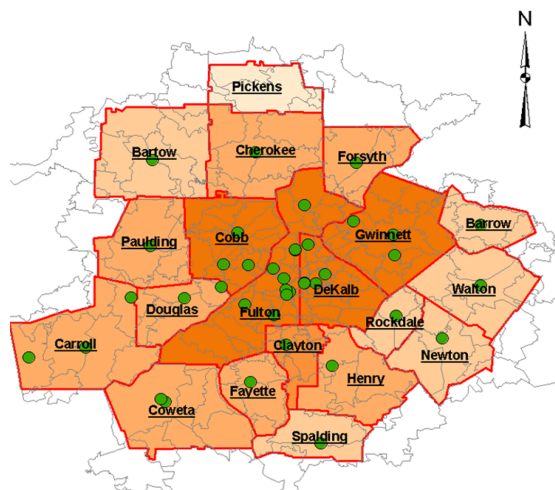 N
Pickens
Bartow
Cherokee
Forsyth
Paulding
Cobb
Gwinnett
Barrow
Douglas
Fulton
DeKalb
Walton
Rockdale
Carroll
Clayton
Newton
Coweta
Fayette
Henry
Spalding